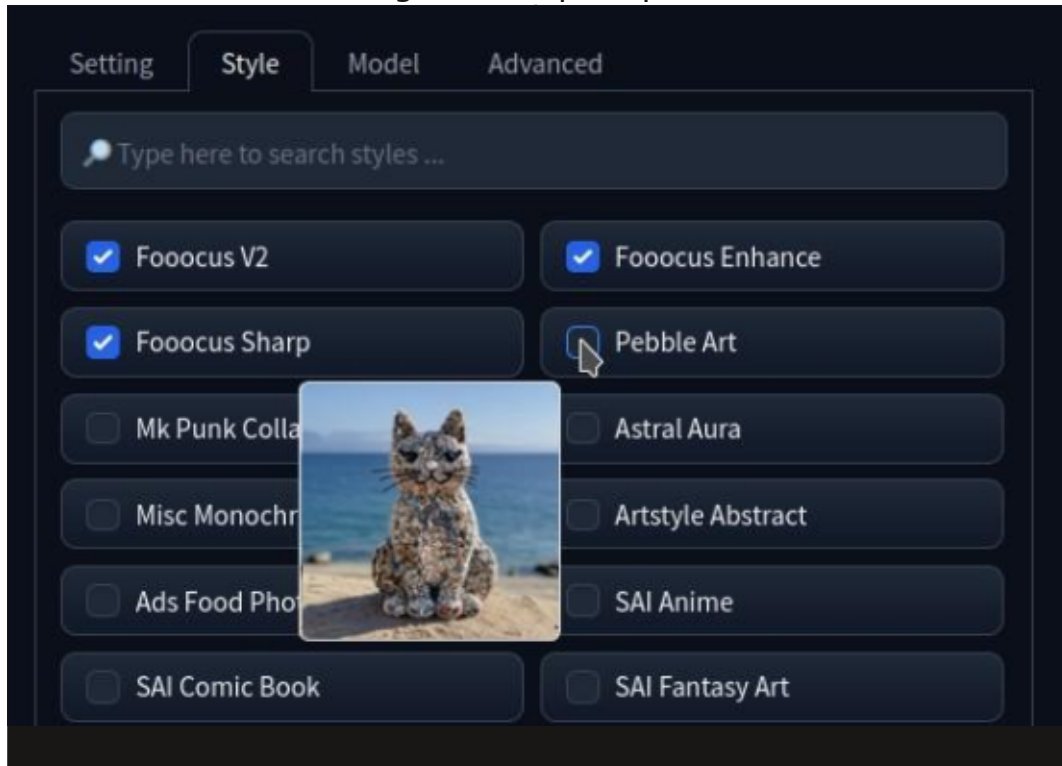 Setting Style Model Advanced
Type here to search styles ...
Fooocus V2 Fooocus Enhance
Fooocus Sharp Pebble Art
Mk Punk Colla Astral Aura
Misc Monochr Artstyle Abstract
Ads Food Pho SAI Anime
SAI Comic Book SAI Fantasy Art